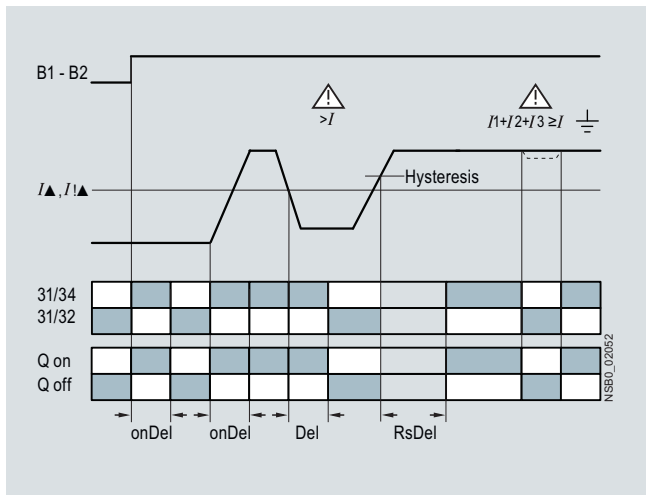 B1 - B2
>I
I1+I2+I3 ≥I
I▲, I!▲
Hysteresis
31/34
31/32
Q on
Q off
NSB0_02052
onDel
onDel
Del
RsDel